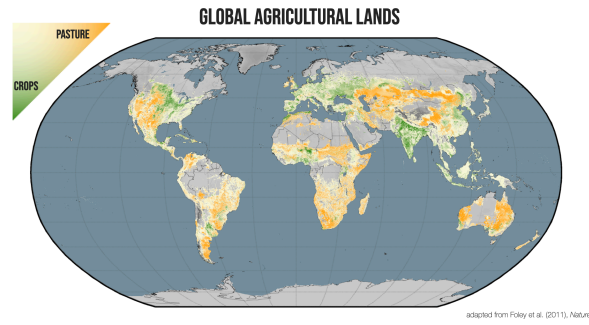 GLOBAL AGRICULTURAL LANDS
PASTURE
CROPS
adapted from Foley et al. (2011), Nature